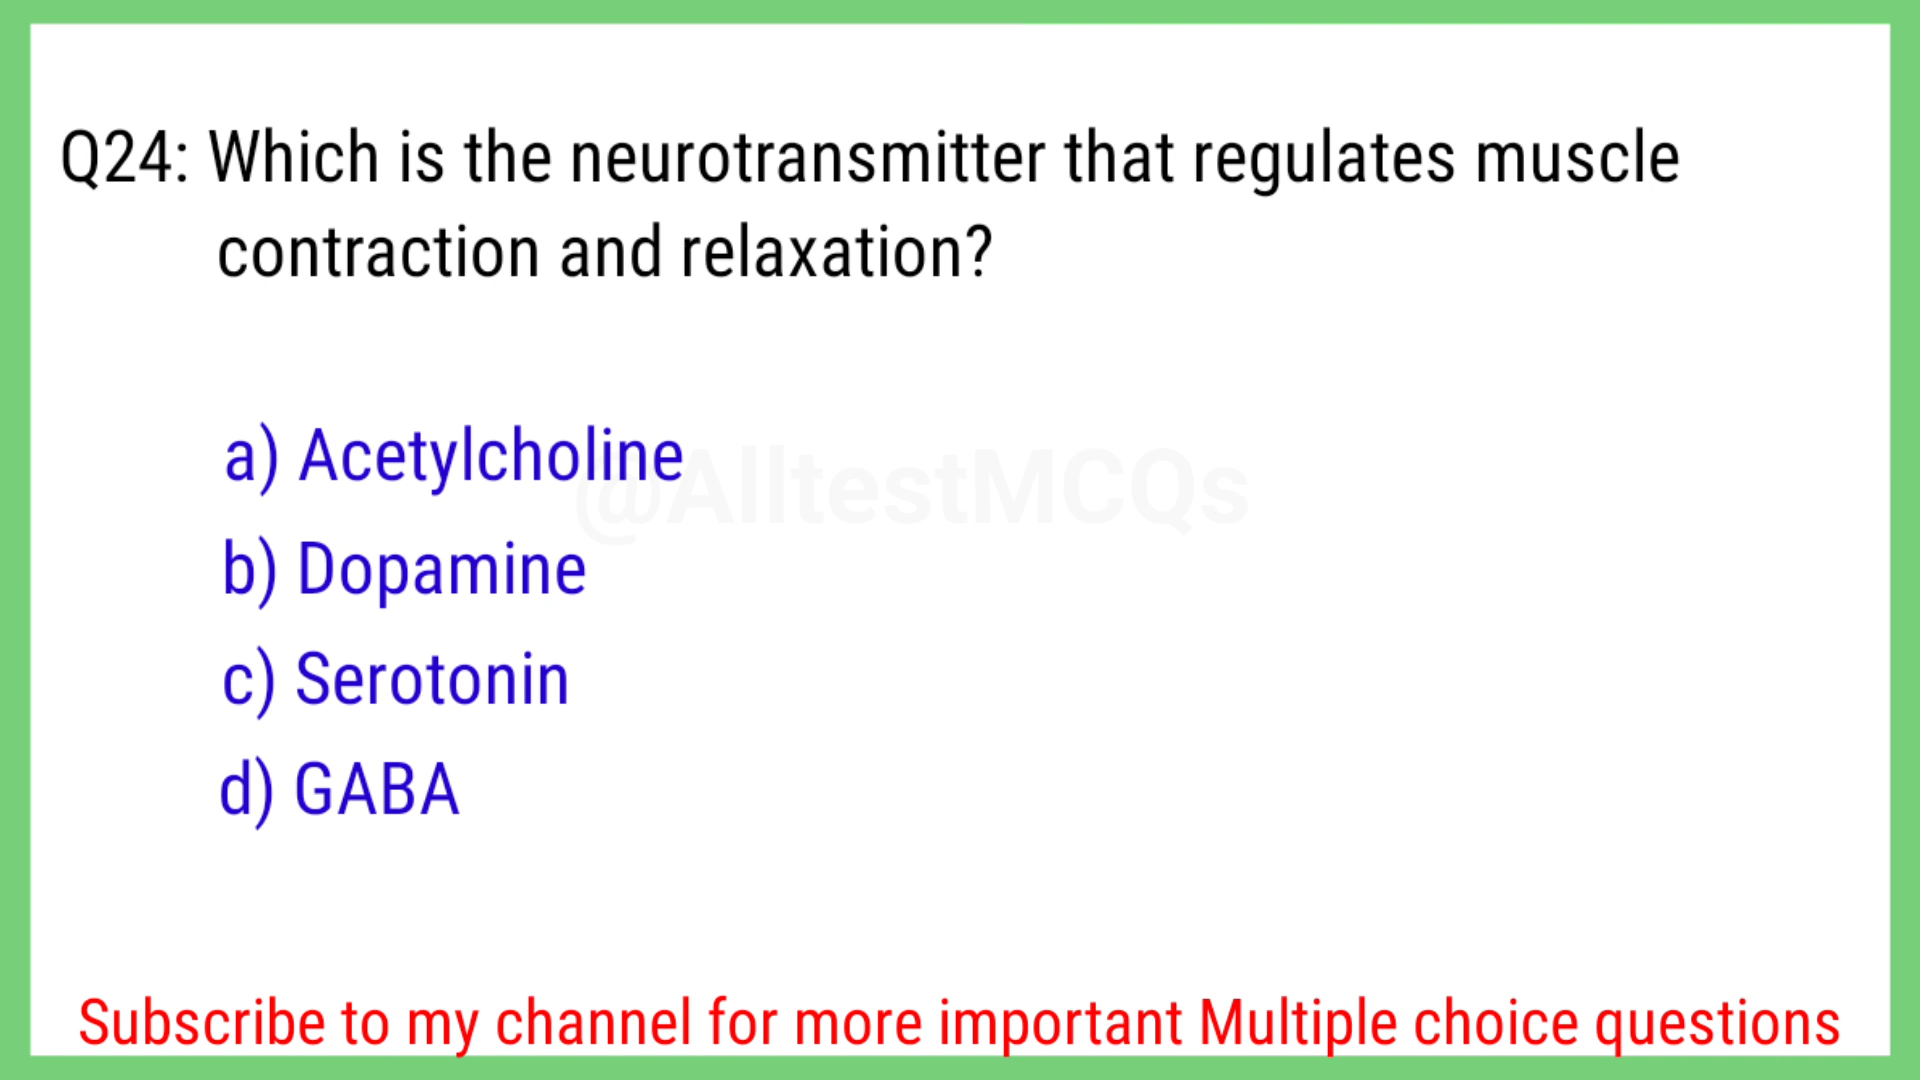 Q24: Which is the neurotransmitter that regulates muscle
contraction and relaxation?
a) Acetylcholine
@AlltestMCQs
b) Dopamine
c) Serotonin
d) GABA
Subscribe to my channel for more important Multiple choice questions